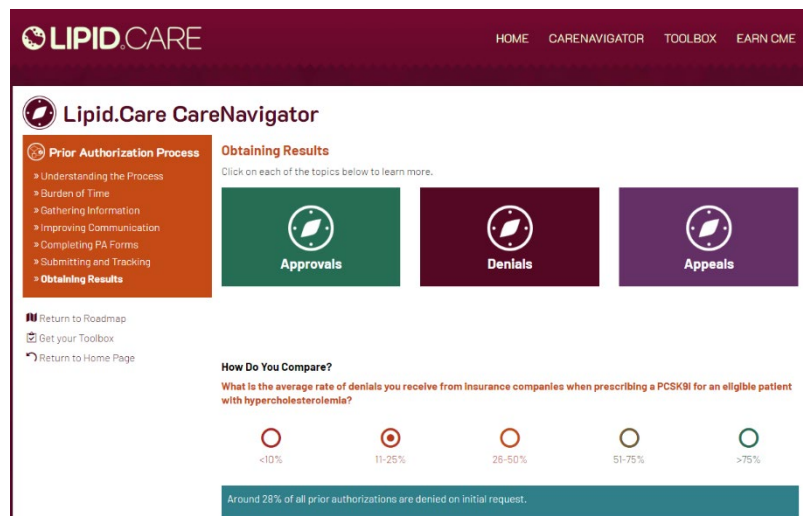 LIPID.CARE
HOME CARENAVIGATOR TOOLBOX EARN CME
Lipid.Care CareNavigator
Prior Authorization Process
» Understanding the Process
» Burden of Time
» Gathering Information
» Improving Communication
» Completing PA Forms
» Submitting and Tracking
» Obtaining Results
Return to Roadmap
Get your Toolbox
Return to Home Page
Obtaining Results
Click on each of the topics below to learn more.
Approvals
Denials
Appeals
How Do You Compare?
What is the average rate of denials you receive from insurance companies when prescribing a PCSK9i for an eligible patient
with hypercholesterolemia?
<10%
11-25%
26-50%
51-75%
>75%
Around 28% of all prior authorizations are denied on initial request.